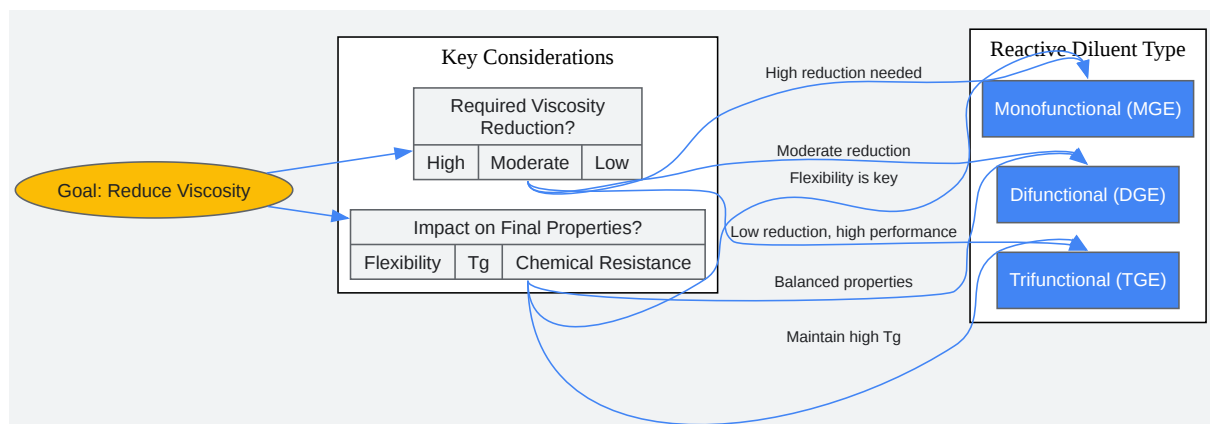 Key Considerations
Reactive Diluent Type
Goal: Reduce Viscosity
Required Viscosity
Reduction?
High
Moderate
Low
Impact on Final Properties?
Flexibility
Tg
Chemical Resistance
High reduction needed
Moderate reduction
Flexibility is key
Low reduction, high performance
Balanced properties
Maintain high Tg
Monofunctional (MGE)
Difunctional (DGE)
Trifunctional (TGE)